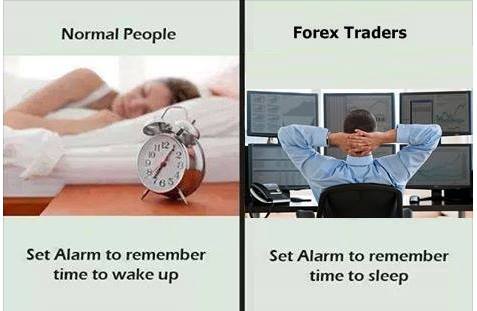 Normal People
Set Alarm to remember
time to wake up
Forex Traders
Set Alarm to remember
time to sleep